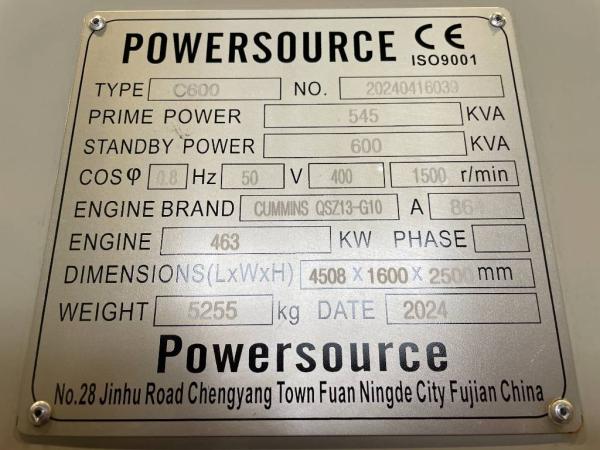 POWERSOURCE CE
ISO9001
TYPE C600 NO. 20240416039
PRIME POWER 545 KVA
STANDBY POWER 600 KVA
COSφ 0.8 Hz 50 V 400 1500 r/min
ENGINE BRAND CUMMINS QSZ13-G10 A 864
ENGINE 463 KW PHASE
DIMENSIONS(LxWxH) 4508 x 1600 x 2500 mm
WEIGHT 5255 kg DATE 2024
Powersource
No.28 Jinhu Road Chengyang Town Fuan Ningde City Fujian China